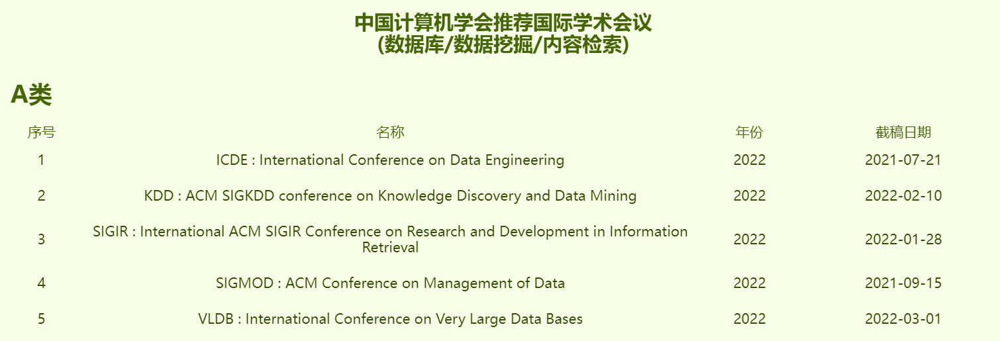 中国计算机学会推荐国际学术会议
(数据库/数据挖掘/内容检索)
A类
序号 名称 年份 截稿日期
1 ICDE : International Conference on Data Engineering 2022 2021-07-21
2 KDD : ACM SIGKDD conference on Knowledge Discovery and Data Mining 2022 2022-02-10
3 SIGIR : International ACM SIGIR Conference on Research and Development in Information
Retrieval 2022 2022-01-28
4 SIGMOD : ACM Conference on Management of Data 2022 2021-09-15
5 VLDB : International Conference on Very Large Data Bases 2022 2022-03-01